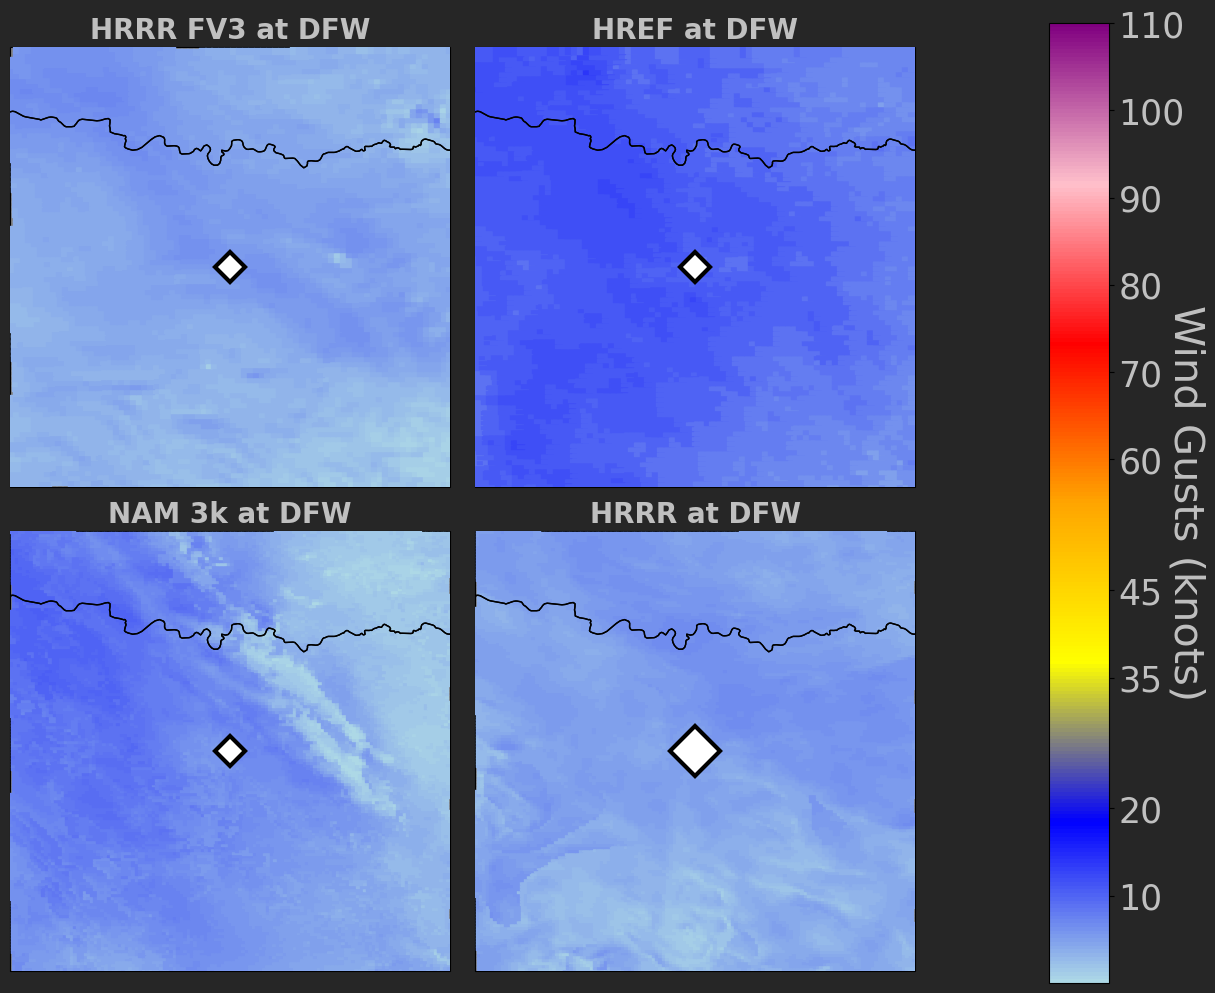 HRRR FV3 at DFW
HREF at DFW
NAM 3k at DFW
HRRR at DFW
110
100
90
80
70
60
45
35
20
10
Wind Gusts (knots)